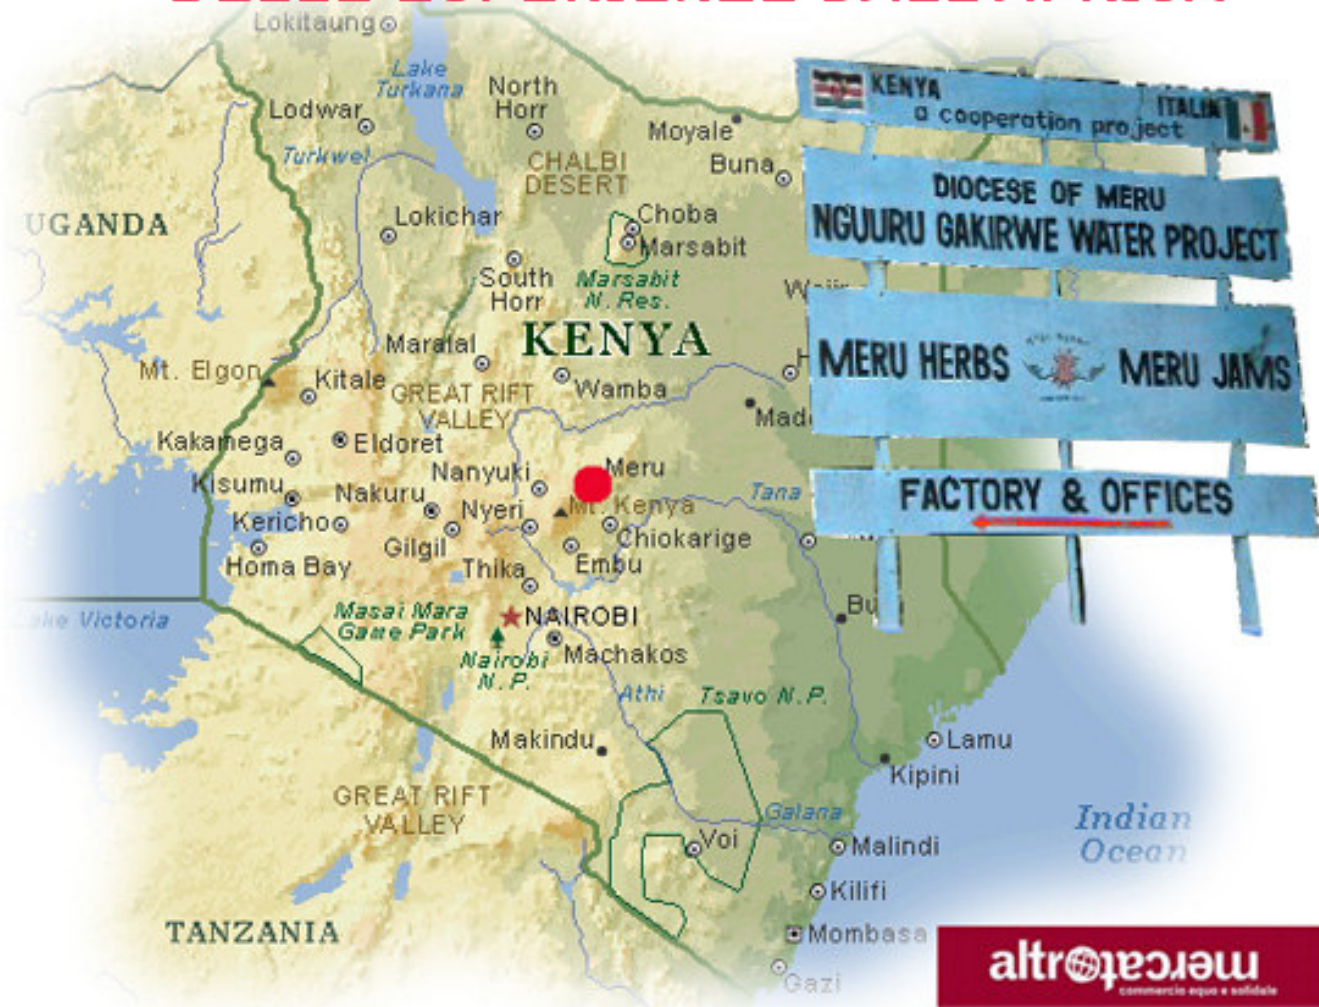 Lokitaung
Lake
Turkana
North
Horr
Lodwar
Moyale
Turkwel
CHALBI
DESERT
Buna
UGANDA
Lokichar
Choba
Marsabit
South
Horr
Marsabit
N. Res.
KENYA
Maralal
Mt. Elgon
Kitale
GREAT RIFT
VALLEY
Wamba
Kakamega
Eldoret
Nanyuki
Meru
Kisumu
Nakuru
Nyeri
Mt. Kenya
Tana
Kericho
Gilgil
Chiokarige
Homa Bay
Thika
Embu
Lake Victoria
Masai Mara
Game Park
NAIROBI
Nairobi
N.P.
Machakos
Athi
Tsavo N.P.
Makindu
Lamu
Kipini
GREAT RIFT
VALLEY
Galana
Indian
Ocean
Voi
Malindi
Kilifi
TANZANIA
Mombasa
Gazi
KENYA ITALIA
a cooperation project
DIOCESE OF MERU
NGUURU GAKIRWE WATER PROJECT
MERU HERBS MERU JAMS
FACTORY & OFFICES
altromercato
commercio equo e solidale